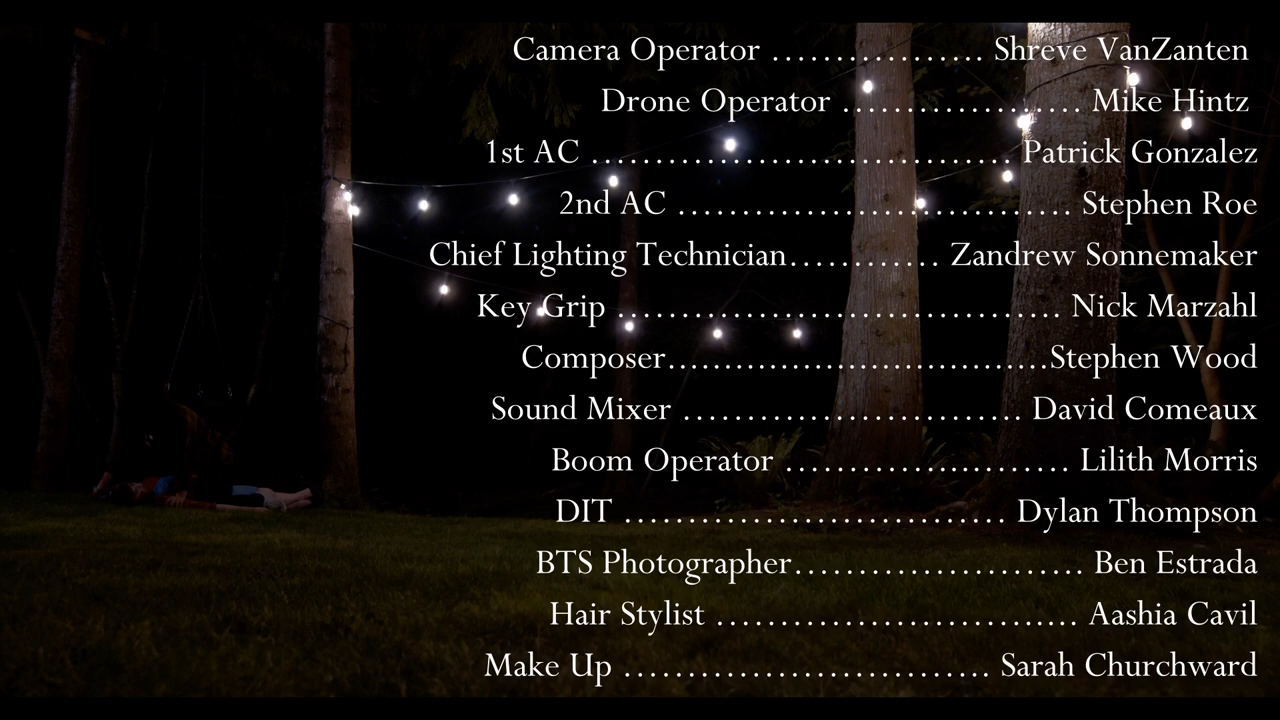 Camera Operator ................. Shreve VanZanten
Drone Operator ................... Mike Hintz
1st AC ................................. Patrick Gonzalez
2nd AC ............................... Stephen Roe
Chief Lighting Technician............ Zandrew Sonnemaker
Key Grip ................................... Nick Marzahl
Composer....................................Stephen Wood
Sound Mixer ........................... David Comeaux
Boom Operator ....................... Lilith Morris
DIT .............................. Dylan Thompson
BTS Photographer....................... Ben Estrada
Hair Stylist ............................. Aashia Cavil
Make Up ............................. Sarah Churchward